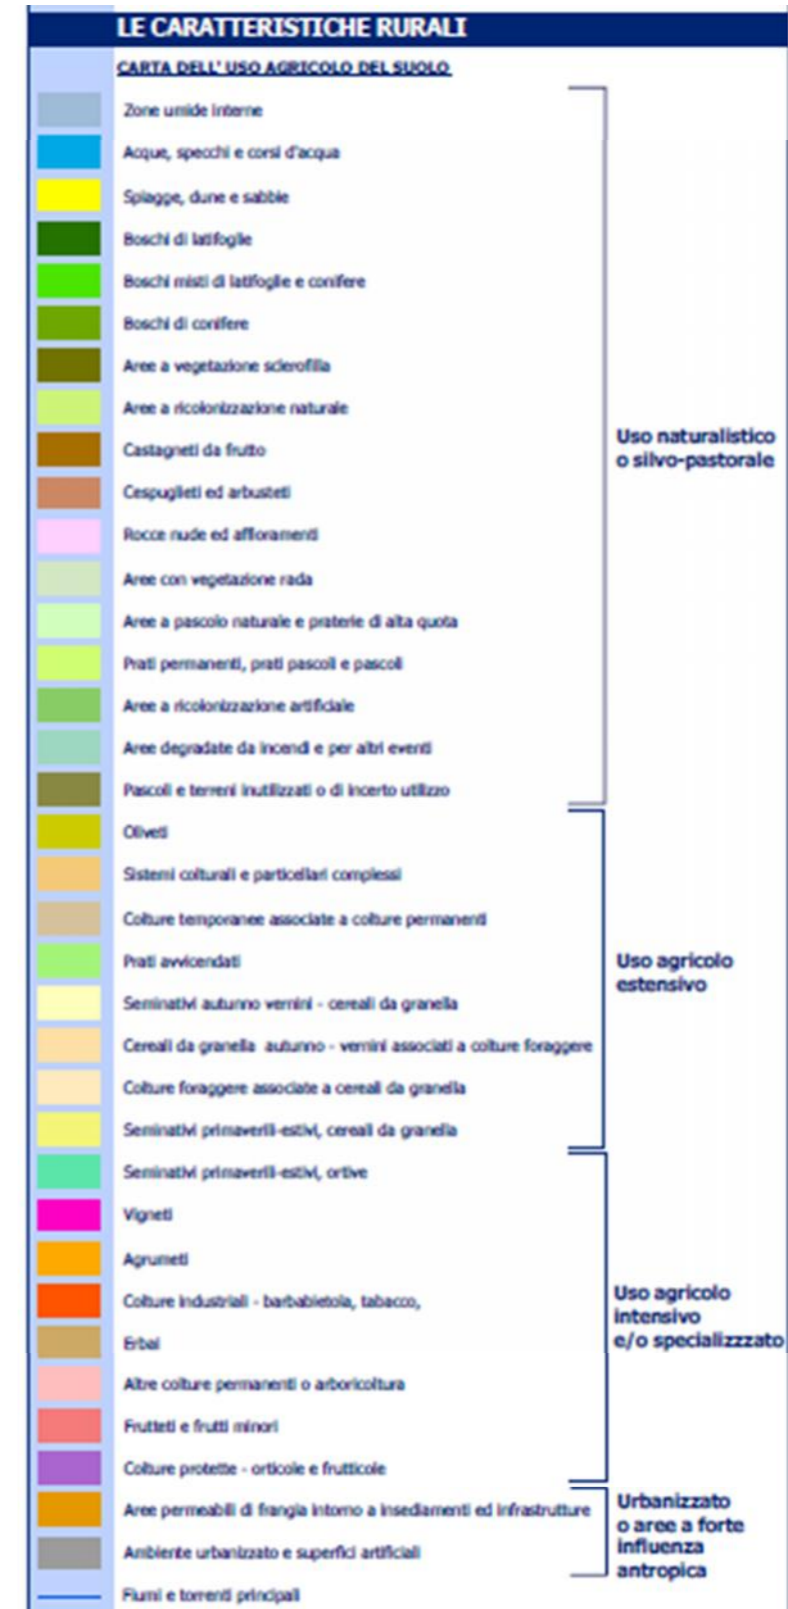 LE CARATTERISTICHE RURALI
CARTA DELL' USO AGRICOLO DEL SUOLO
Zone umide interne
Acque, specchi e corsi d'acqua
Spiagge, dune e sabbie
Boschi di latifoglie
Boschi misti di latifoglie e conifere
Boschi di conifere
Aree a vegetazione sclerofilla
Aree a ricolonizzazione naturale
Castagneti da frutto
Cespuglieti ed arbusteti
Rocce nude ed affioramenti
Aree con vegetazione rada
Aree a pascolo naturale e praterie di alta quota
Prati permanenti, prati pascoli e pascoli
Aree a ricolonizzazione artificiale
Aree degradate da incendi e per altri eventi
Pascoli e terreni inutilizzati o di incerto utilizzo
Uso naturalistico
o silvo-pastorale
Oliveti
Sistemi colturali e particellari complessi
Colture temporanee associate a colture permanenti
Prati avvicendati
Seminativi autunno vernini - cereali da granella
Cereali da granella autunno - vernini associati a colture foraggere
Colture foraggere associate a cereali da granella
Seminativi primaverili-estivi, cereali da granella
Uso agricolo
estensivo
Seminativi primaverili-estivi, ortive
Vigneti
Agrumeti
Colture industriali - barbabietola, tabacco,
Erbai
Altre colture permanenti o arboricoltura
Frutteti e frutti minori
Colture protette - orticole e frutticole
Uso agricolo
intensivo
e/o specializzzato
Aree permeabili di frangia intorno a insediamenti ed infrastrutture
Ambiente urbanizzato e superfici artificiali
Urbanizzato
o aree a forte
influenza
antropica
Fiumi e torrenti principali